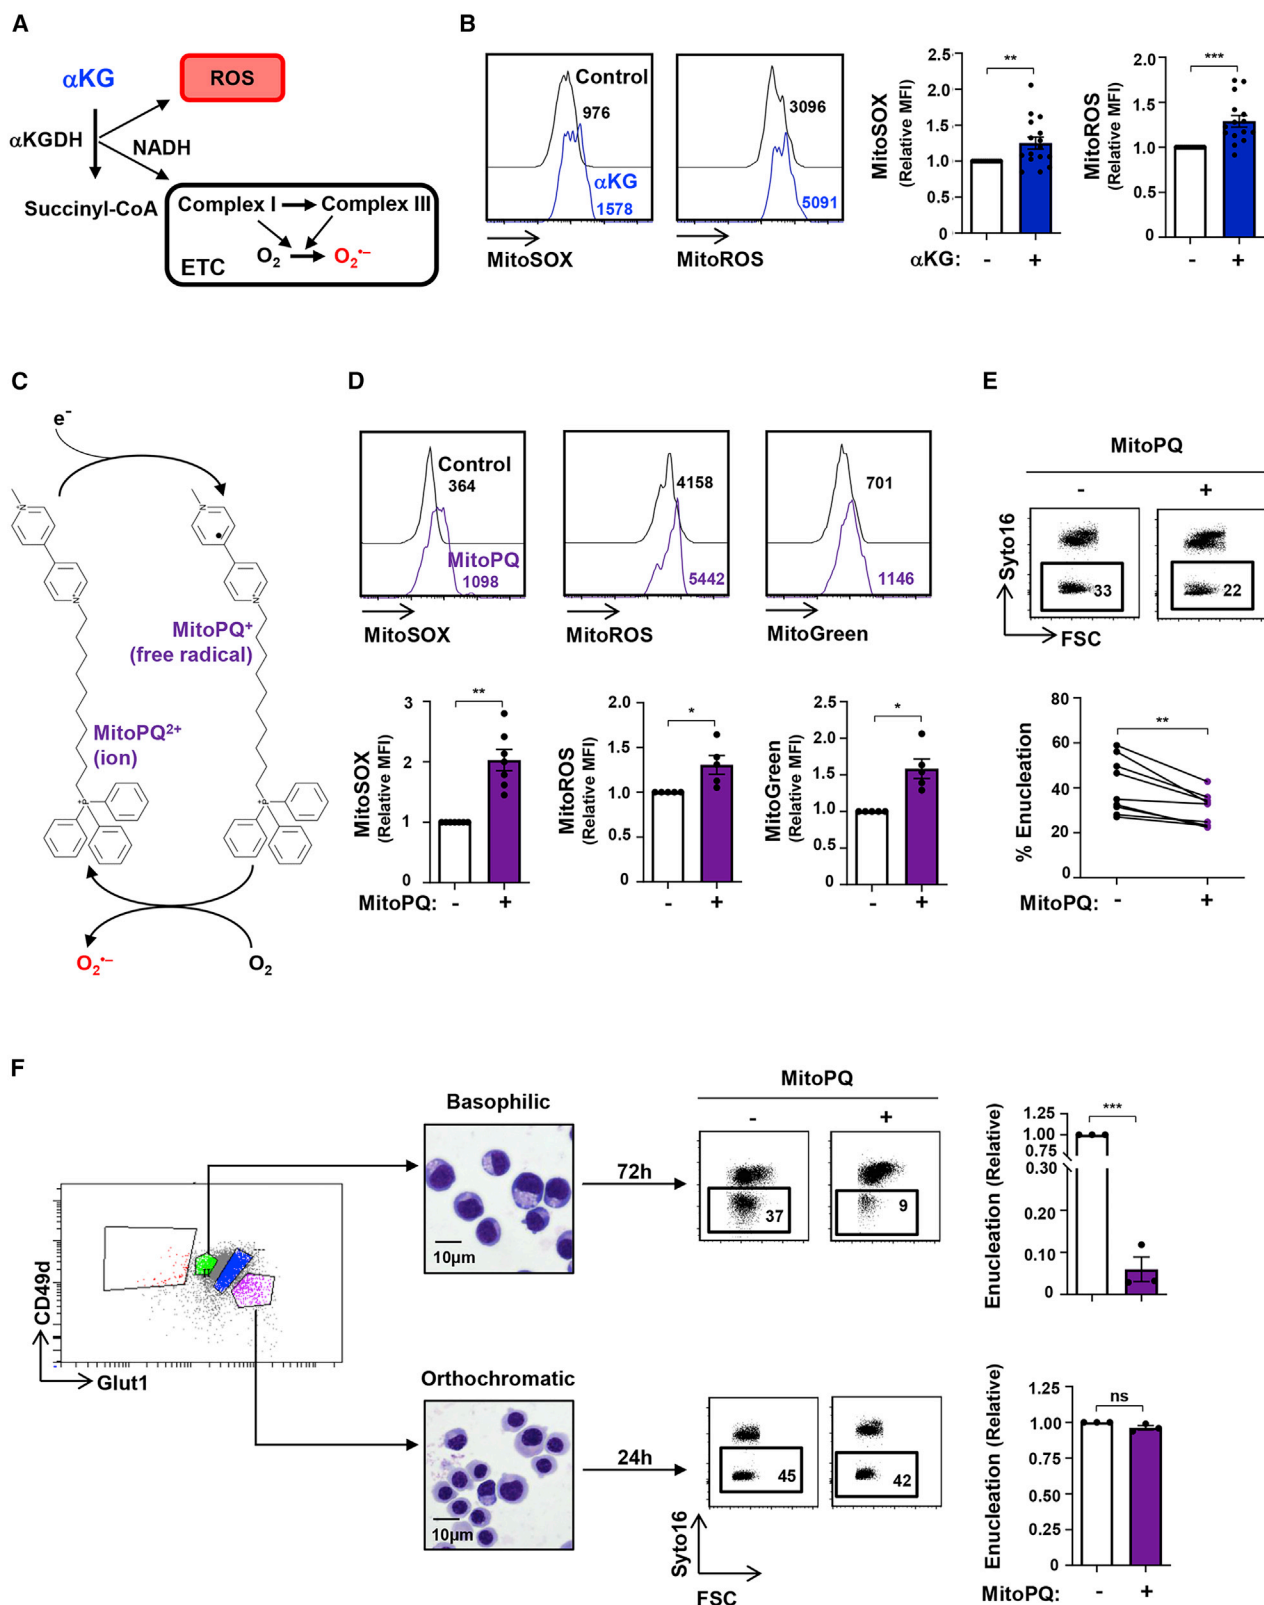 A
αKG
ROS
αKGDH
NADH
Succinyl-CoA
Complex I
Complex III
O₂
O₂•–
ETC
B
Control
976
αKG
1578
MitoSOX
3096
5091
MitoROS
MitoSOX
(Relative MFI)
2.5
2.0
1.5
1.0
0.5
0
**
MitoROS
(Relative MFI)
2.0
1.5
1.0
0.5
0
***
αKG:
-
+
-
+
C
e⁻
N
+
N
+
N
+
N
+
MitoPQ⁺
(free radical)
MitoPQ²⁺
(ion)
P
+
P
+
O₂•–
O₂
D
Control
364
MitoPQ
1098
MitoSOX
4158
5442
MitoROS
701
1146
MitoGreen
MitoSOX
(Relative MFI)
3
2
1
0
**
MitoROS
(Relative MFI)
2.0
1.5
1.0
0.5
0
*
MitoGreen
(Relative MFI)
2.5
2.0
1.5
1.0
0.5
0
*
MitoPQ:
-
+
-
+
-
+
E
MitoPQ
-
+
Syto16
33
22
FSC
% Enucleation
80
60
40
20
0
**
MitoPQ:
-
+
F
CD49d
Glut1
Basophilic
10µm
72h
MitoPQ
-
+
37
9
Enucleation (Relative)
1.25
1.00
0.75
0.30
0.20
0.10
0
***
Orthochromatic
10µm
24h
45
42
Syto16
FSC
Enucleation (Relative)
1.25
1.00
0.75
0.50
0.25
0
ns
MitoPQ:
-
+